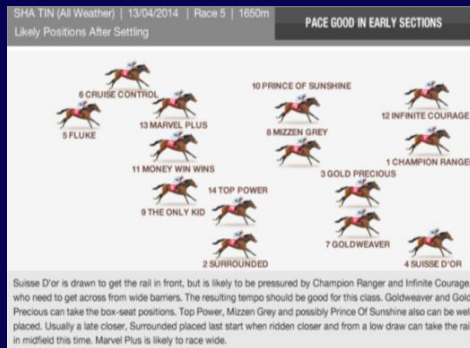 SHA TIN (All Weather) | 13/04/2014 | Race 5 | 1650m
Likely Positions After Settling
PACE GOOD IN EARLY SECTIONS
6 CRUISE CONTROL
10 PRINCE OF SUNSHINE
12 INFINITE COURAGE
13 MARVEL PLUS
5 FLUKE
8 MIZZEN GREY
1 CHAMPION RANGE
11 MONEY WIN WINS
3 GOLD PRECIOUS
14 TOP POWER
9 THE ONLY KID
7 GOLDWEAVER
2 SURROUNDED
4 SUISSE D'OR
Suisse D'or is drawn to get the rail in front, but is likely to be pressured by Champion Ranger and Infinite Courage,
who need to get across from wide barriers. The resulting tempo should be good for this class. Goldweaver and Gold
Precious can take the box-seat positions. Top Power, Mizzen Grey and possibly Prince Of Sunshine also can be well
placed. Usually a late closer, Surrounded placed last start when ridden closer and from a low draw can take the rail
in midfield this time. Marvel Plus is likely to race wide.